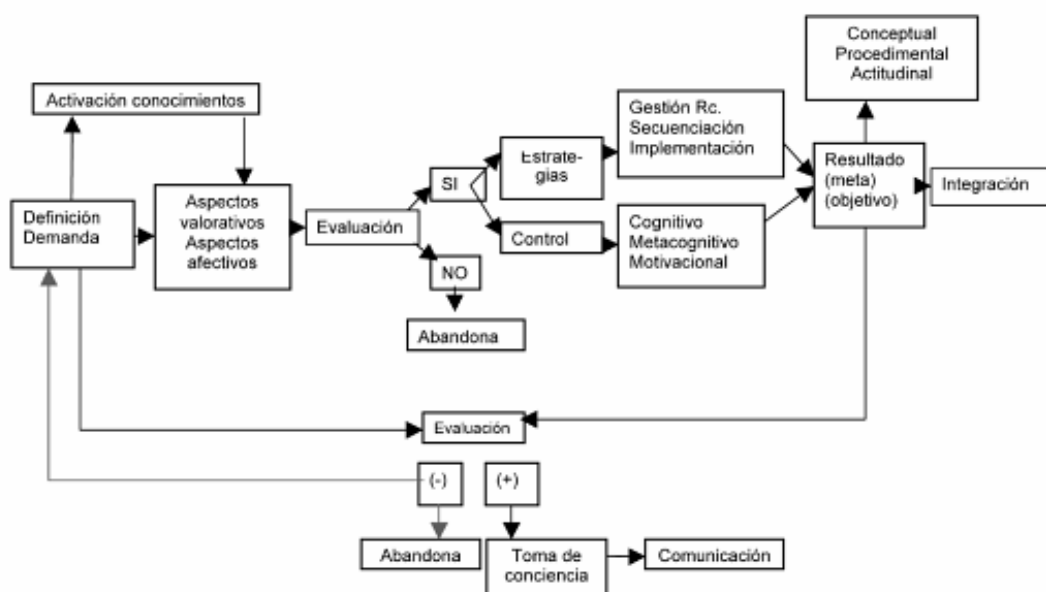 Conceptual
Procedimental
Actitudinal
Activación conocimientos
Gestión Rc.
Secuenciación
Implementación
Estrate-
gias
Resultado
(meta)
(objetivo)
Integración
SI
Aspectos
valorativos
Aspectos
afectivos
Definición
Demanda
Evaluación
Control
Cognitivo
Metacognitivo
Motivacional
NO
Abandona
Evaluación
(-)
(+)
Abandona
Toma de
conciencia
Comunicación